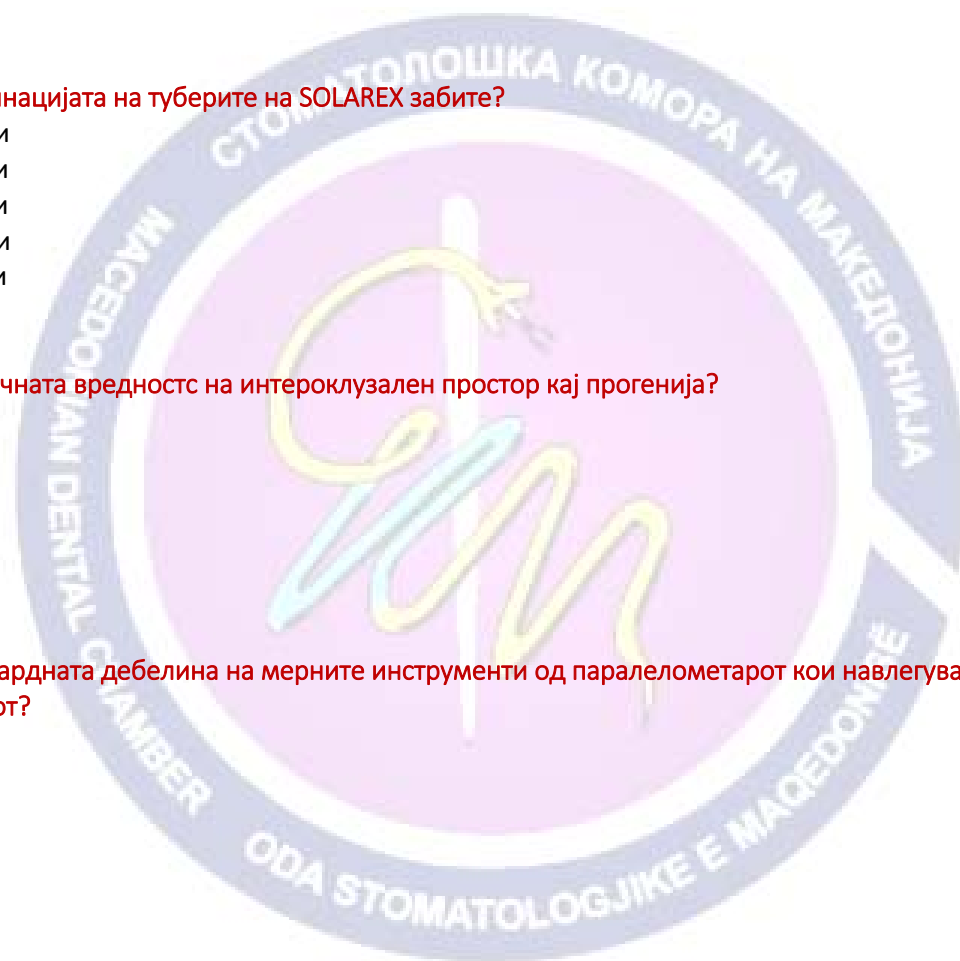 СТОМАТОЛОШКА КОМОРА НА МАКЕДОНИЈА
инацијата на туберите на SOLAREX забите?
и
и
и
и
и
чната вредностс на интероклузален простор кај прогенија?
ардната дебелина на мерните инструменти од паралелометарот кои навлегува
от?
MACEDONIAN DENTAL CHAMBER
ODA STOMATOLOGJIKE E MAQEDONISË